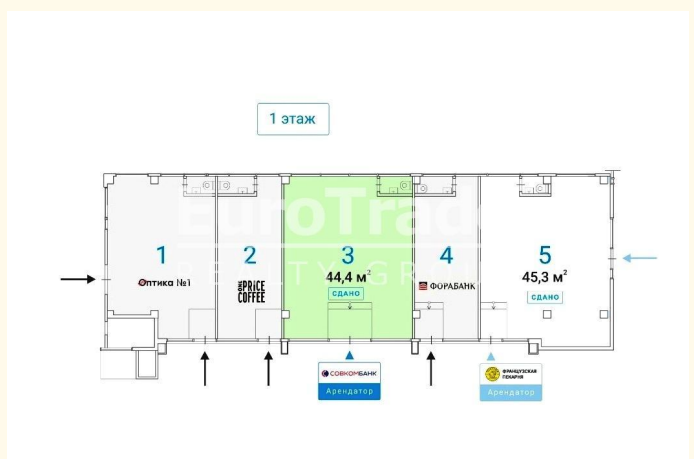 1 этаж
EuroTrade
REALTY GROUP
1
2
3
4
5
Оптика №1
ONE
PRICE
COFFEE
44,4 м²
СДАНО
ФОРАБАНК
45,3 м²
СДАНО
СОВКОМБАНК
Арендатор
ФРАНЦУЗСКАЯ
ПЕКАРНЯ
Арендатор